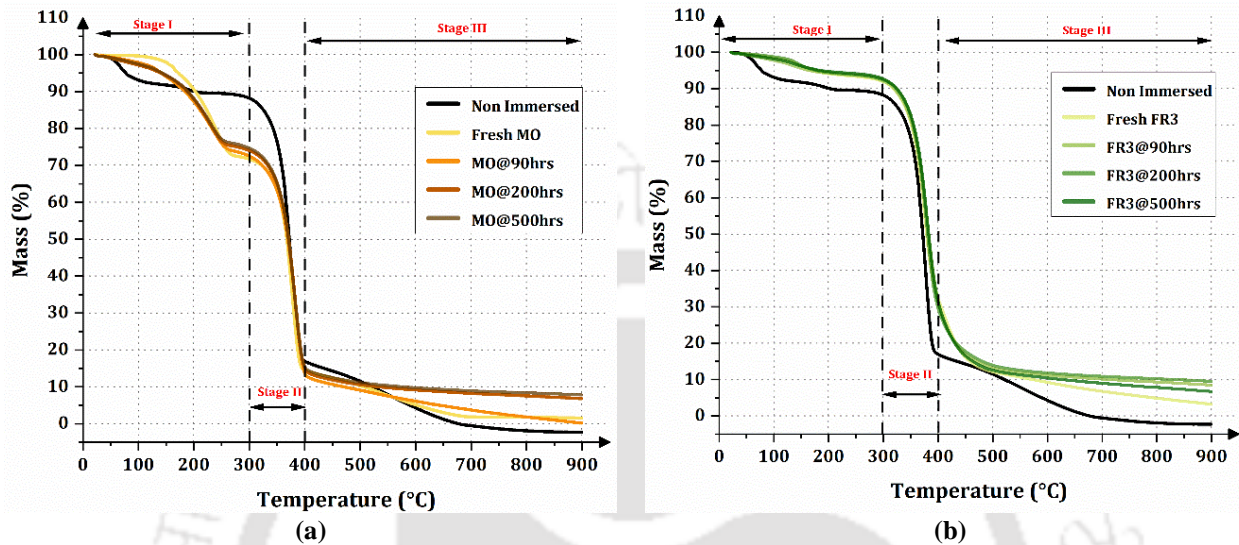 110
100
90
80
70
60
50
40
30
20
10
0
Mass (%)
Stage I
Stage III
Stage II
Non Immersed
Fresh MO
MO@90hrs
MO@200hrs
MO@500hrs
0 100 200 300 400 500 600 700 800 900
Temperature (°C)
(a)
110
100
90
80
70
60
50
40
30
20
10
0
Mass (%)
Stage I
Stage III
Stage II
Non Immersed
Fresh FR3
FR3@90hrs
FR3@200hrs
FR3@500hrs
0 100 200 300 400 500 600 700 800 900
Temperature (°C)
(b)